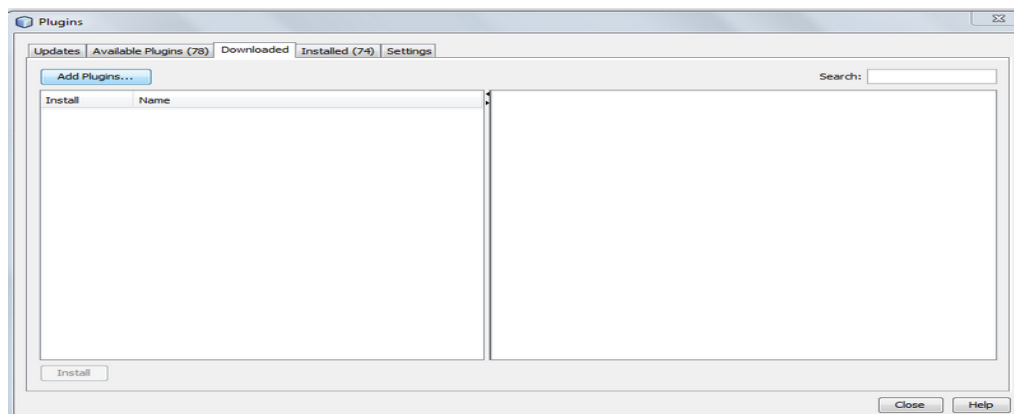 Plugins
Updates Available Plugins (78) Downloaded Installed (74) Settings
Add Plugins... Search:
Install Name
Install
Close Help